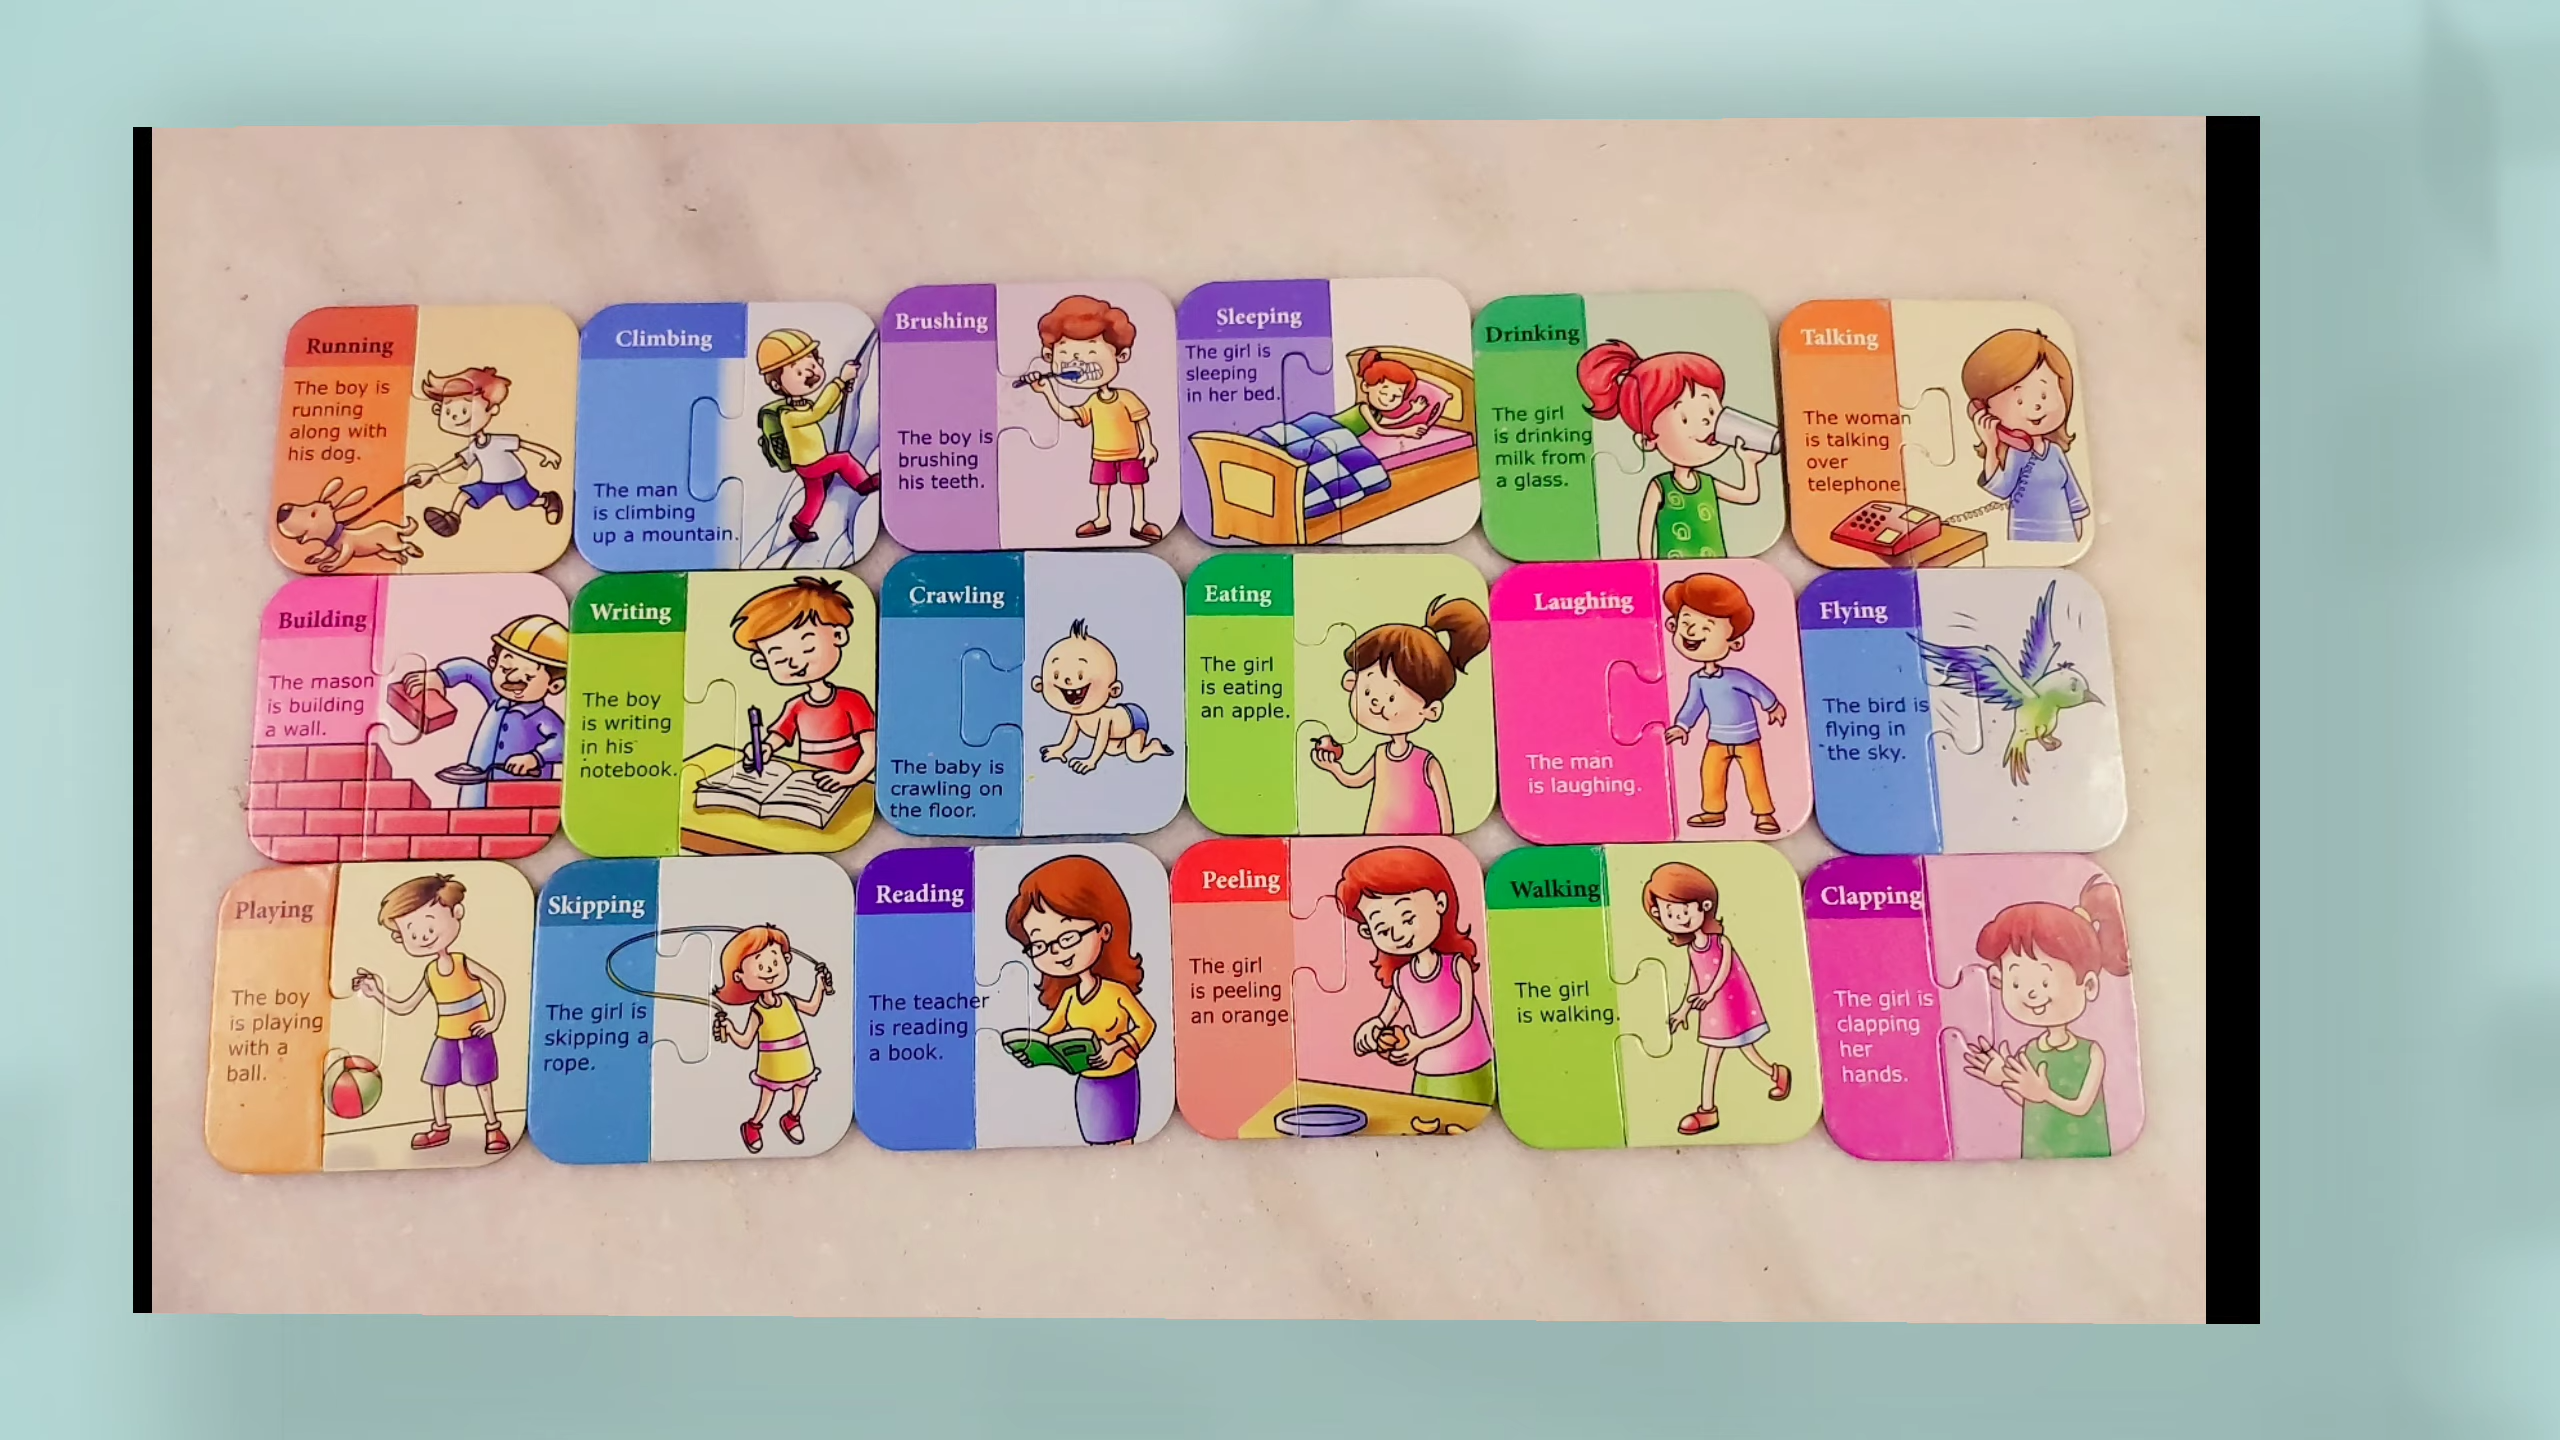 Running
The boy is
running
along with
his dog.
Climbing
The man
is climbing
up a mountain.
Brushing
The boy is
brushing
his teeth.
Sleeping
The girl is
sleeping
in her bed.
Drinking
The girl
is drinking
milk from
a glass.
Talking
The woman
is talking
over
telephone.
Building
The mason
is building
a wall.
Writing
The boy
is writing
in his
notebook.
Crawling
The baby is
crawling on
the floor.
Eating
The girl
is eating
an apple.
Laughing
The man
is laughing.
Flying
The bird is
flying in
the sky.
Playing
The boy
is playing
with a
ball.
Skipping
The girl is
skipping a
rope.
Reading
The teacher
is reading
a book.
Peeling
The girl
is peeling
an orange.
Walking
The girl
is walking.
Clapping
The girl is
clapping
her
hands.